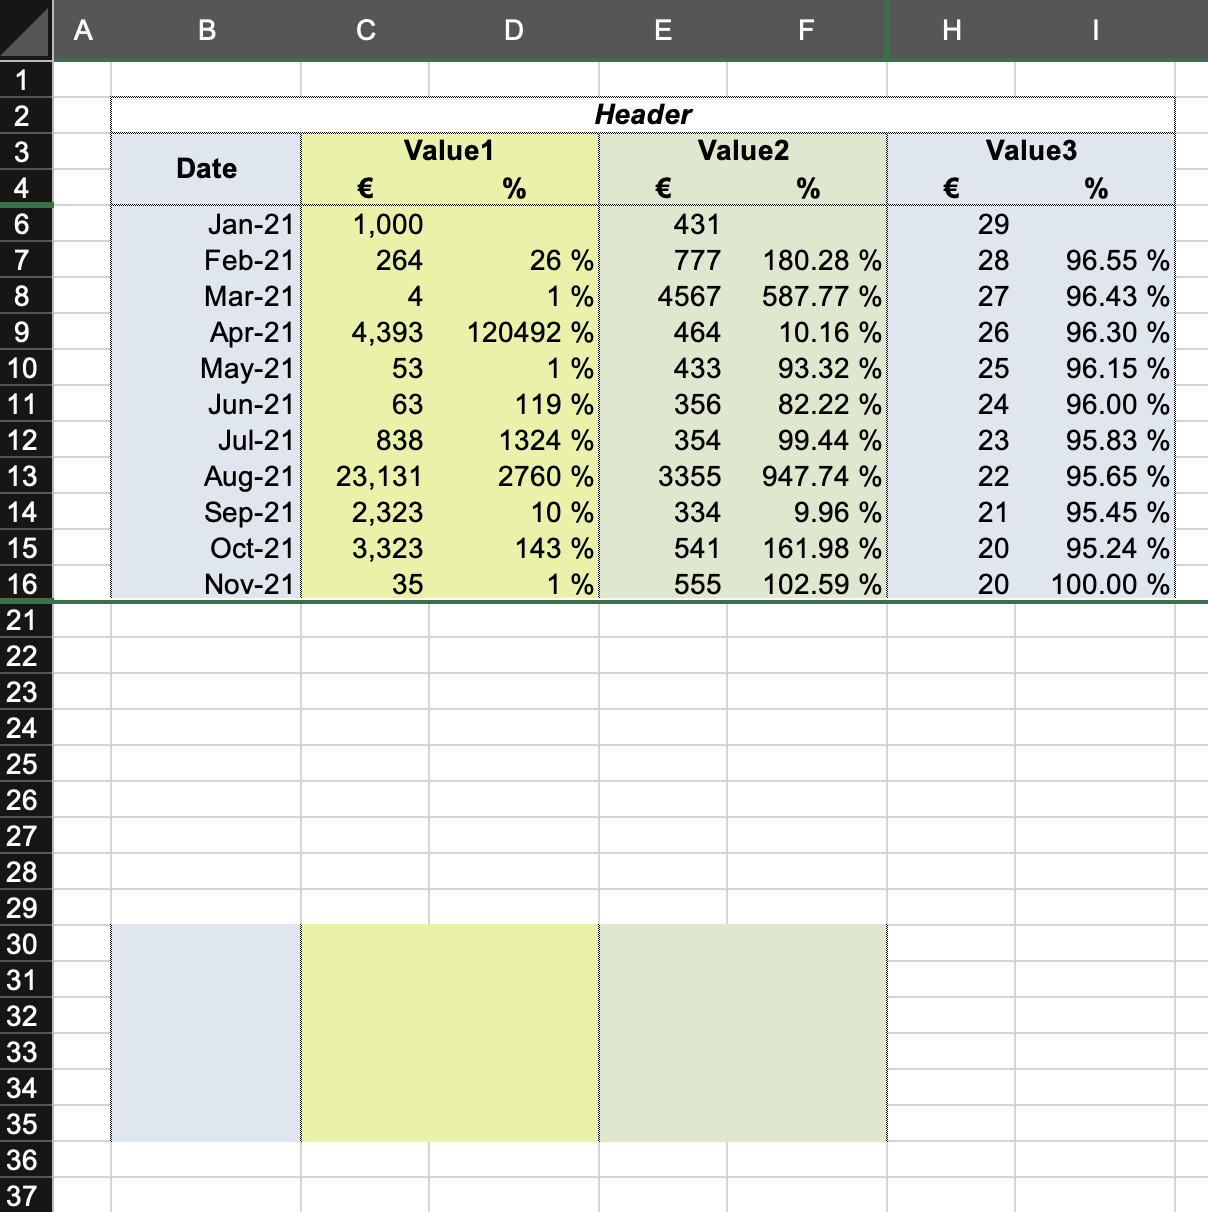 A B C D E F H I
1
2 Header
3 Date Value1 Value2 Value3
4 € % € % € %
6 Jan-21 1,000 431 29
7 Feb-21 264 26 % 777 180.28 % 28 96.55 %
8 Mar-21 4 1 % 4567 587.77 % 27 96.43 %
9 Apr-21 4,393 120492 % 464 10.16 % 26 96.30 %
10 May-21 53 1 % 433 93.32 % 25 96.15 %
11 Jun-21 63 119 % 356 82.22 % 24 96.00 %
12 Jul-21 838 1324 % 354 99.44 % 23 95.83 %
13 Aug-21 23,131 2760 % 3355 947.74 % 22 95.65 %
14 Sep-21 2,323 10 % 334 9.96 % 21 95.45 %
15 Oct-21 3,323 143 % 541 161.98 % 20 95.24 %
16 Nov-21 35 1 % 555 102.59 % 20 100.00 %
21
22
23
24
25
26
27
28
29
30
31
32
33
34
35
36
37